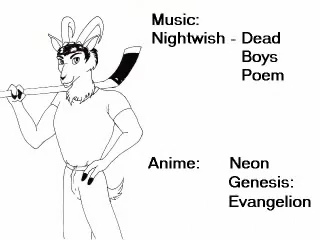 Music:
Nightwish - Dead
Boys
Poem
Anime: Neon
Genesis:
Evangelion